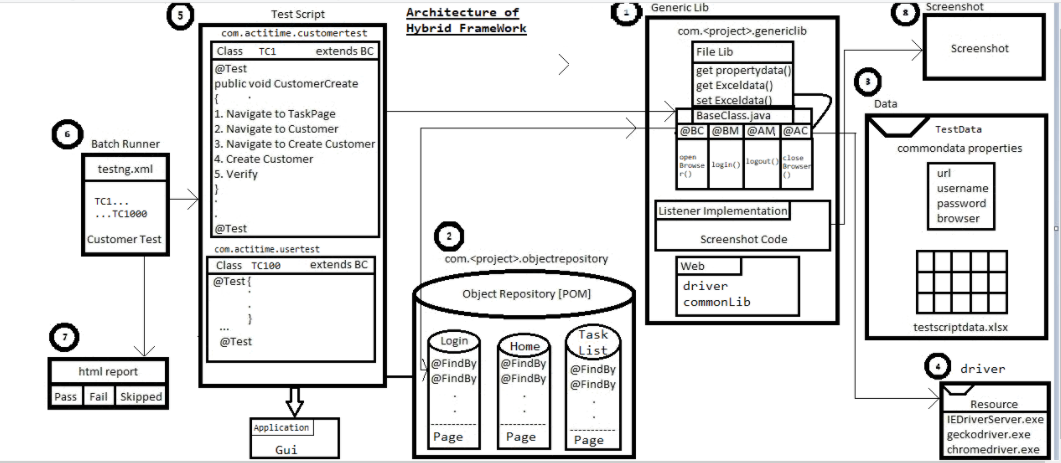 Architecture of
Hybrid FrameWork
5
Test Script
com.actitime.customertest
Class TC1 extends BC
@Test
public void CustomerCreate
{
1. Navigate to TaskPage
2. Navigate to Customer
3. Navigate to Create Customer
4. Create Customer
5. Verify
}
.
.
@Test
com.actitime.usertest
Class TC100 extends BC
@Test{
.
.
}
...
@Test
6
Batch Runner
testng.xml
TC1...
...TC1000
Customer Test
7
html report
Pass Fail Skipped
Application
Gui
2
com.<project>.objectrepository
Object Repository [POM]
Login
@FindBy
@FindBy
.
.
--------
Page
Home
@FindBy
@FindBy
.
.
--------
Page
Task
List
@FindBy
@FindBy
.
.
--------
Page
1
Generic Lib
com.<project>.genericlib
File Lib
get propertydata()
get Exceldata()
set Exceldata()
BaseClass.java
@BC @BM @AM @AC
open
Browse
r()
login()
logout()
close
Browser
()
Listener Implementation
Screenshot Code
Web
driver
commonLib
8
Screenshot
Screenshot
3
Data
TestData
commondata properties
url
username
password
browser
testscriptdata.xlsx
4
driver
Resource
IEDriverServer.exe
geckodriver.exe
chromedriver.exe